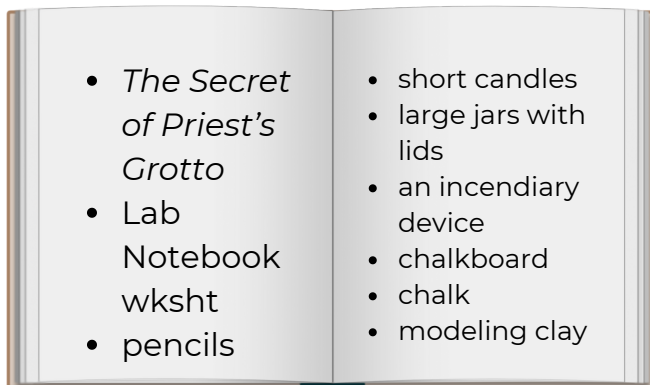 • The Secret
of Priest’s
Grotto
• Lab
Notebook
wksht
• pencils
• short candles
• large jars with
lids
• an incendiary
device
• chalkboard
• chalk
• modeling clay